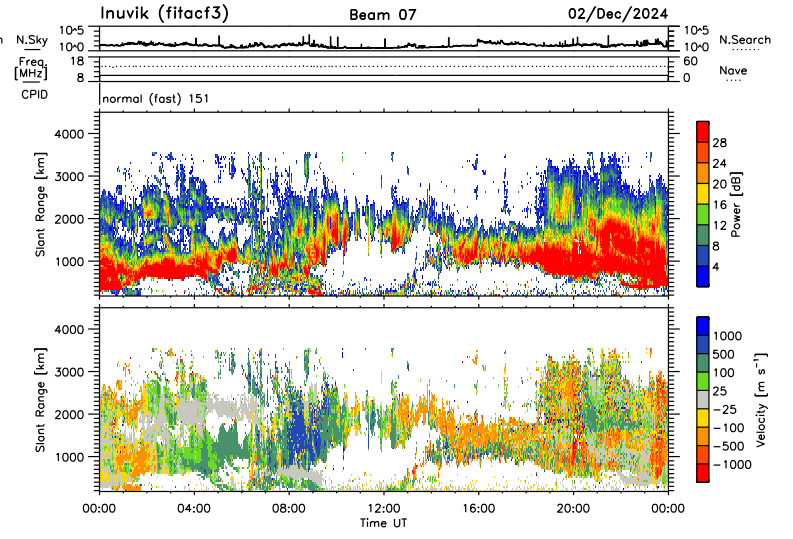 Inuvik (fitacf3) Beam 07 02/Dec/2024
N.Sky 10^5 10^0 10^5 10^0 N.Search
Freq. [MHz] 18 8 60 0 Nave
CPID normal (fast) 151
Slant Range [km] 4000 3000 2000 1000
28 24 20 16 12 8 4 Power [dB]
Slant Range [km] 4000 3000 2000 1000
1000 500 100 25 −25 −100 −500 −1000 Velocity [m s⁻¹]
00:00 04:00 08:00 12:00 16:00 20:00 00:00
Time UT